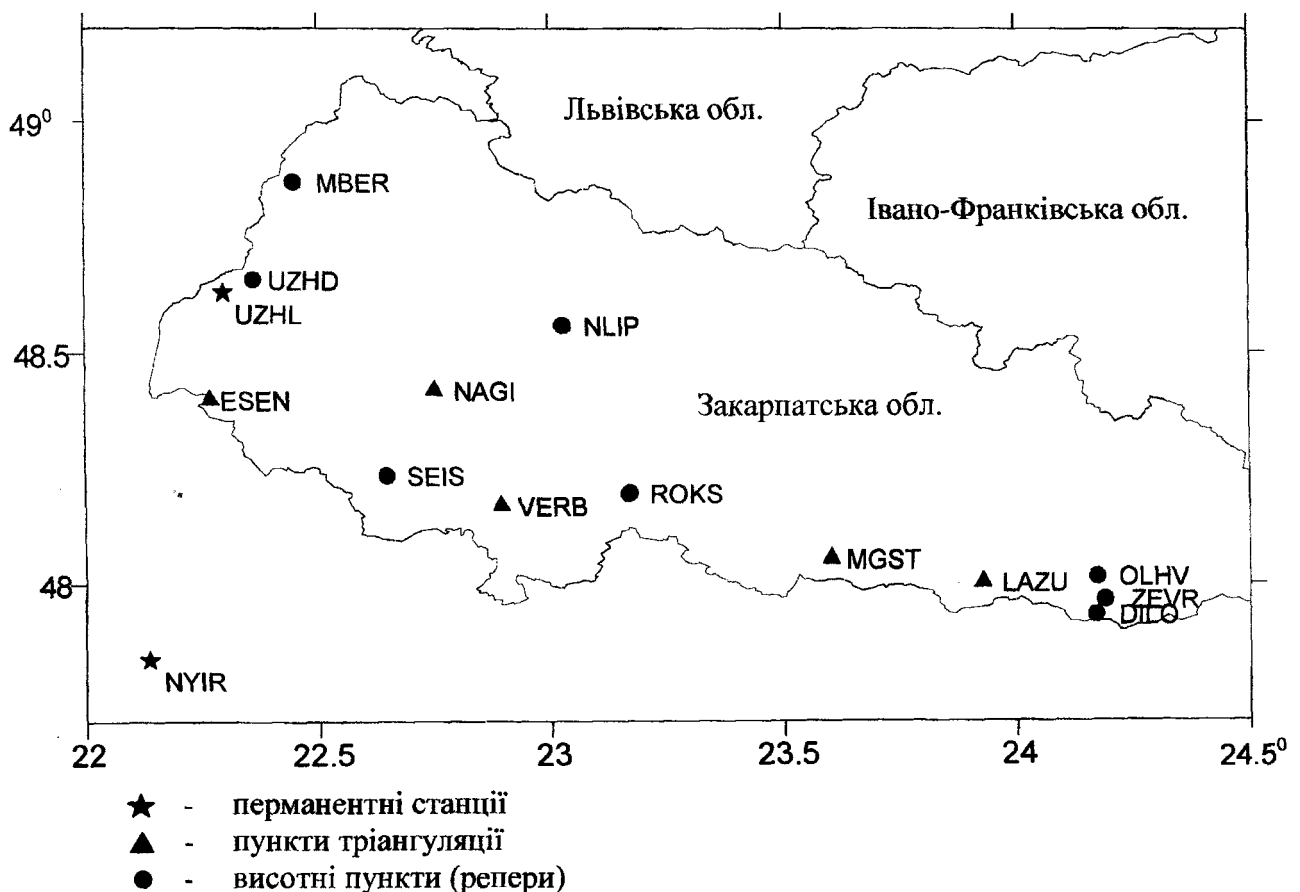 Львівська обл.
49⁰
Івано-Франківська обл.
MBER
UZHD
UZHL
NLIP
48.5
NAGI
ESEN
Закарпатська обл.
SEIS
ROKS
VERB
MGST
OLHV
LAZU
48
ZEVR
DILO
NYIR
22
22.5
23
23.5
24
24.5⁰
- перманентні станції
- пункти тріангуляції
- висотні пункти (репери)